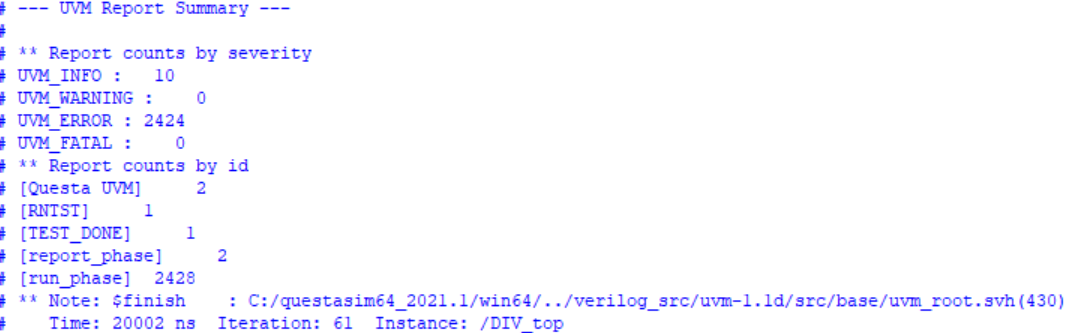 # --- UVM Report Summary ---
#
# ** Report counts by severity
# UVM_INFO :   10
# UVM_WARNING :    0
# UVM_ERROR : 2424
# UVM_FATAL :    0
# ** Report counts by id
# [Questa UVM]     2
# [RNTST]     1
# [TEST_DONE]     1
# [report_phase]     2
# [run_phase]  2428
# ** Note: $finish    : C:/questasim64_2021.1/win64/../verilog_src/uvm-1.1d/src/base/uvm_root.svh(430)
#    Time: 20002 ns  Iteration: 61  Instance: /DIV_top